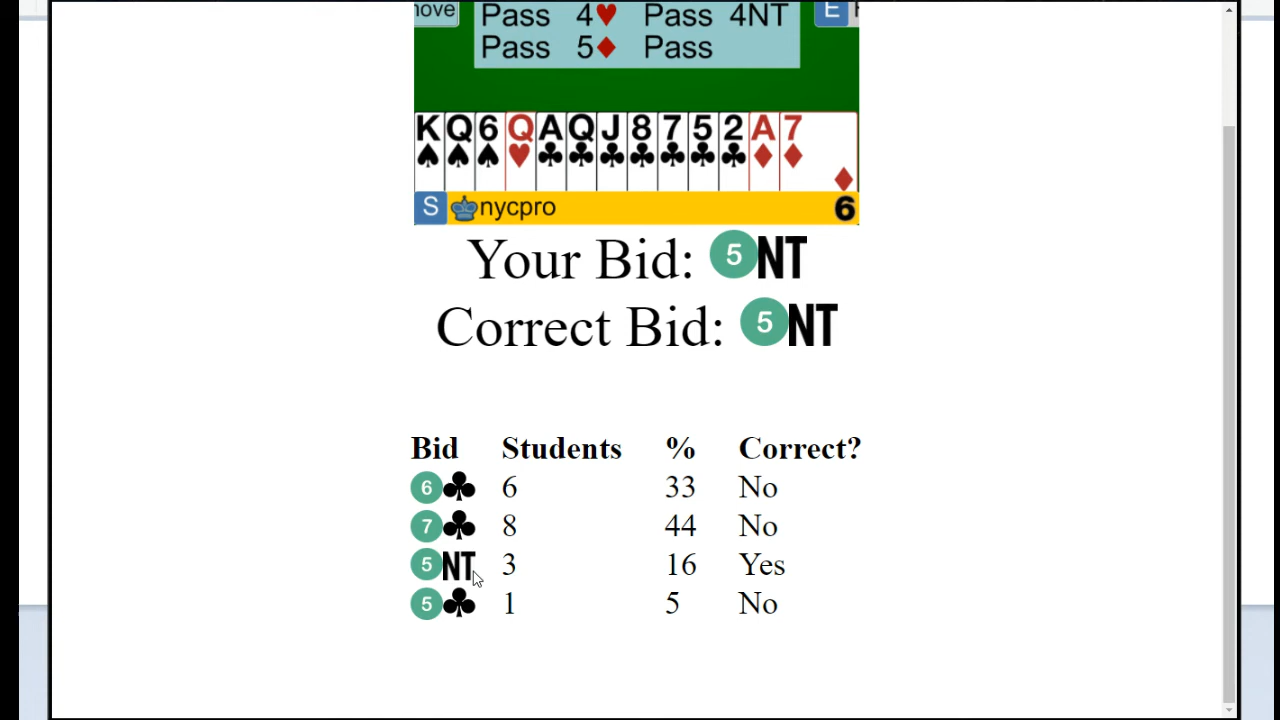 ove
Pass 4♥ Pass 4NT
E
Pass 5♦ Pass
K Q 6 Q A Q J 8 7 5 2 A 7
♠ ♠ ♠ ♥ ♣ ♣ ♣ ♣ ♣ ♣ ♣ ♦ ♦ ♦
S nycpro 6
Your Bid: 5NT
Correct Bid: 5NT
Bid Students % Correct?
6♣ 6 33 No
7♣ 8 44 No
5NT 3 16 Yes
5♣ 1 5 No